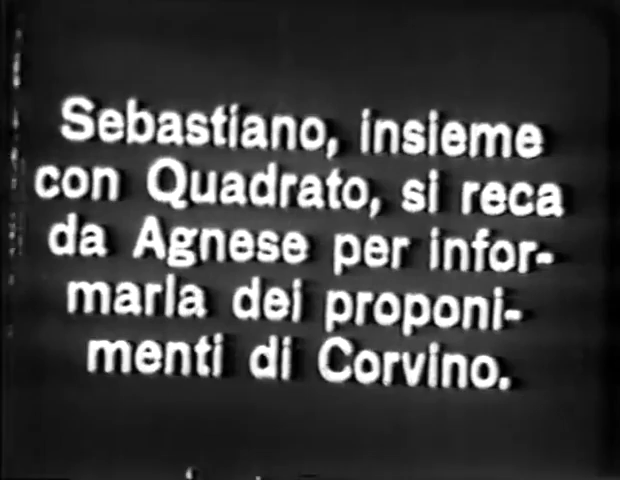 Sebastiano, insieme
con Quadrato, si reca
da Agnese per infor-
marla dei proponi-
menti di Corvino.